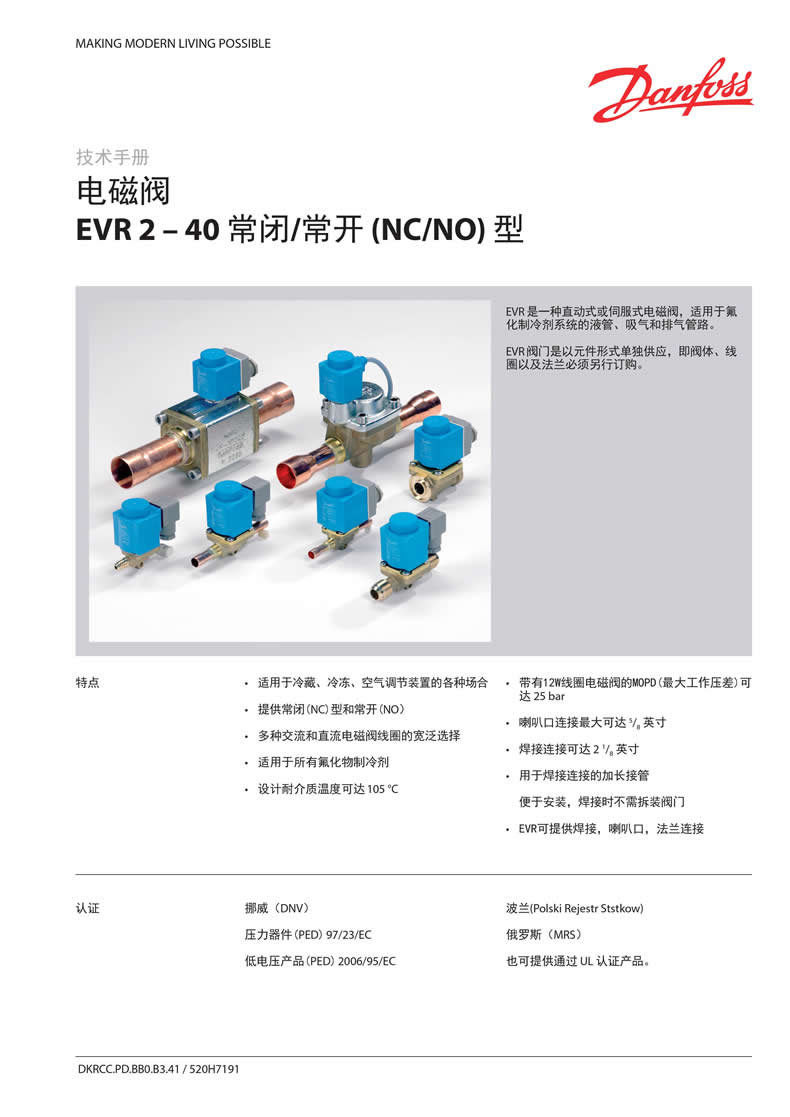 MAKING MODERN LIVING POSSIBLE
Danfoss
技术手册
电磁阀
EVR 2 – 40 常闭/常开 (NC/NO) 型
EVR 是一种直动式或伺服式电磁阀，适用于氟
化制冷剂系统的液管、吸气和排气管路。
EVR 阀门是以元件形式单独供应，即阀体、线
圈以及法兰必须另行订购。
特点
• 适用于冷藏、冷冻、空气调节装置的各种场合
• 提供常闭(NC)型和常开(NO)
• 多种交流和直流电磁阀线圈的宽泛选择
• 适用于所有氟化物制冷剂
• 设计耐介质温度可达 105 °C
• 带有12W线圈电磁阀的MOPD(最大工作压差)可
达 25 bar
• 喇叭口连接最大可达 5/8 英寸
• 焊接连接可达 2 1/8 英寸
• 用于焊接连接的加长接管
便于安装，焊接时不需拆装阀门
• EVR可提供焊接，喇叭口，法兰连接
认证
挪威（DNV）
压力器件(PED) 97/23/EC
低电压产品(PED) 2006/95/EC
波兰(Polski Rejestr Ststkow)
俄罗斯（MRS）
也可提供通过 UL 认证产品。
DKRCC.PD.BB0.B3.41 / 520H7191